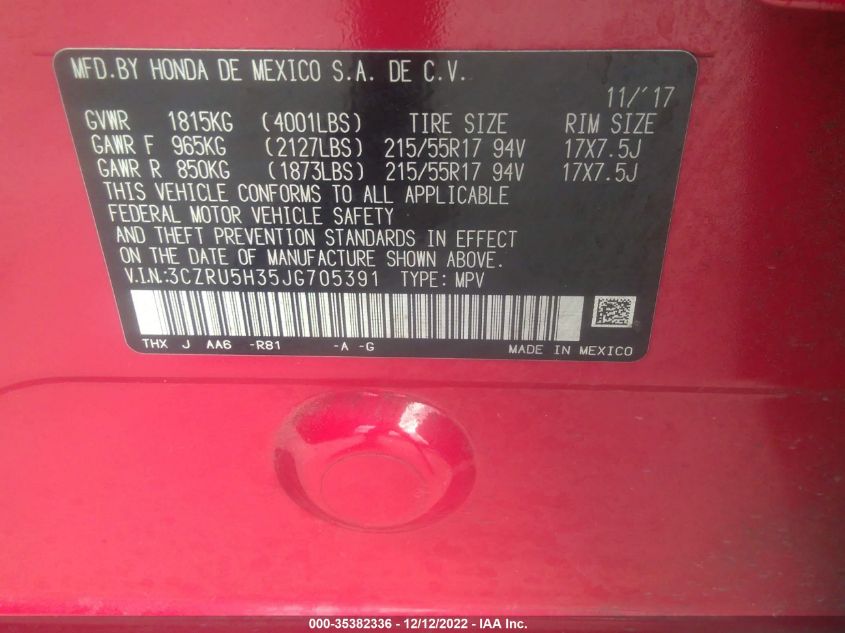 MFD.BY HONDA DE MEXICO S.A. DE C.V.
11/'17
GVWR 1815KG (4001LBS) TIRE SIZE RIM SIZE
GAWR F 965KG (2127LBS) 215/55R17 94V 17X7.5J
GAWR R 850KG (1873LBS) 215/55R17 94V 17X7.5J
THIS VEHICLE CONFORMS TO ALL APPLICABLE
FEDERAL MOTOR VEHICLE SAFETY
AND THEFT PREVENTION STANDARDS IN EFFECT
ON THE DATE OF MANUFACTURE SHOWN ABOVE.
V.I.N.:3CZRU5H35JG705391 TYPE: MPV
THX J AA6 -R81 -A -G MADE IN MEXICO
000-35382336 - 12/12/2022 - IAA Inc.